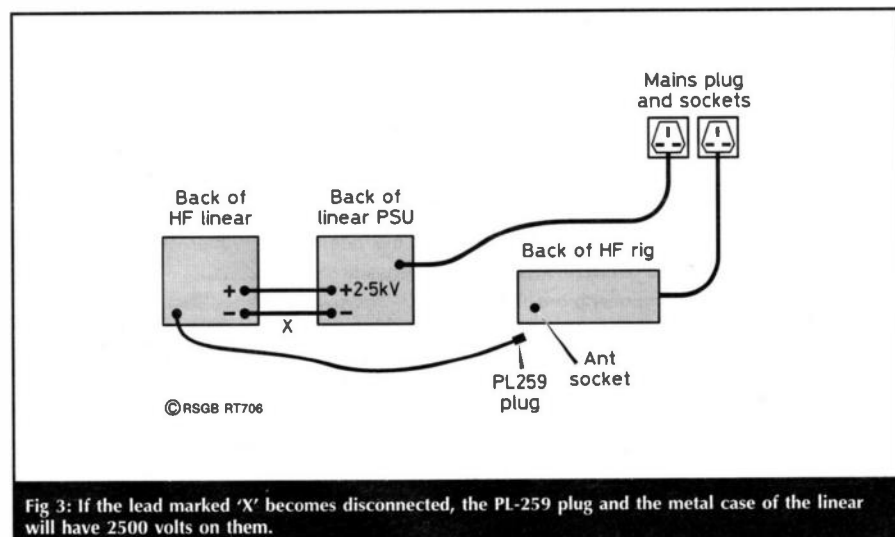 Mains plug
and sockets
Back of
HF linear
Back of
linear PSU
Back of HF rig
+
+2·5kV
−
−
X
Ant
socket
PL259
plug
©RSGB RT706
Fig 3: If the lead marked 'X' becomes disconnected, the PL-259 plug and the metal case of the linear
will have 2500 volts on them.